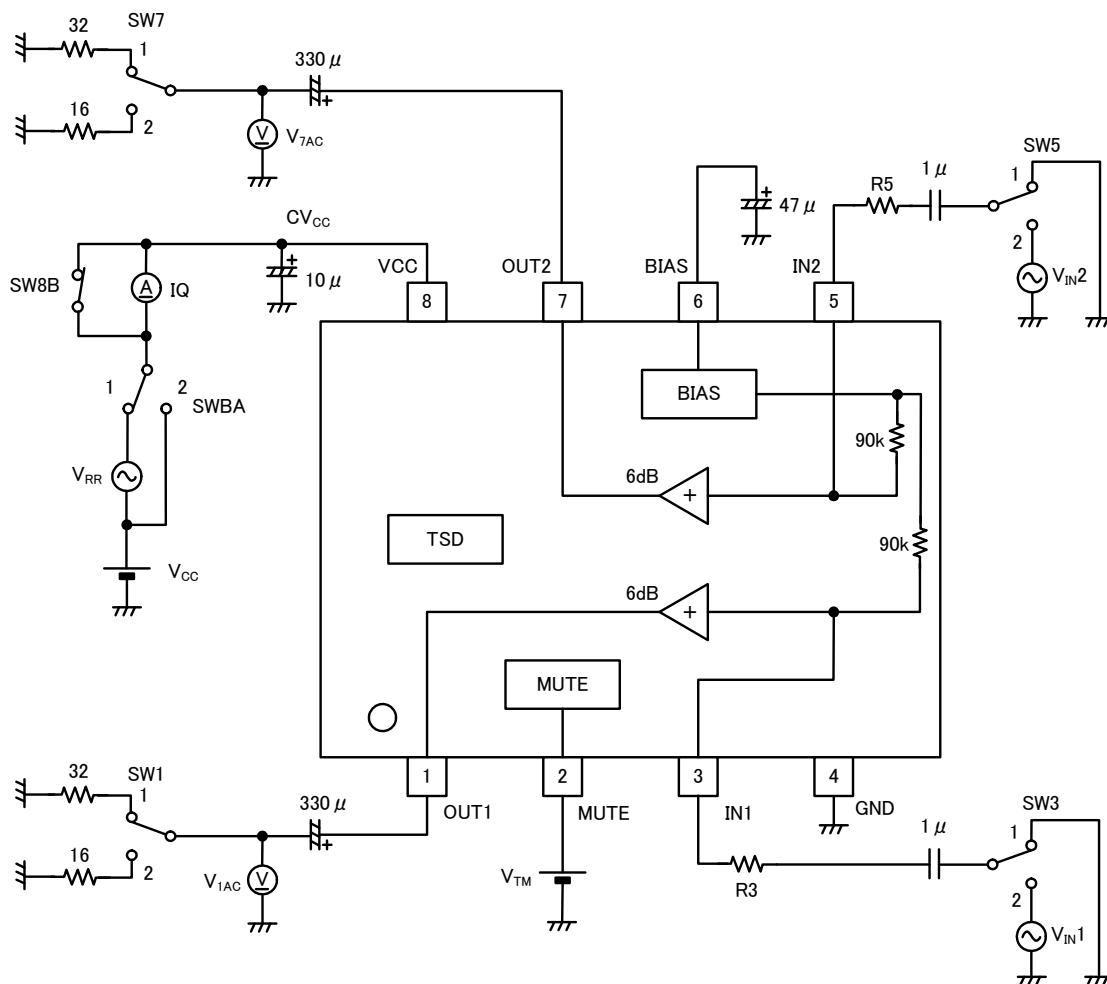 32
SW7
1
330μ
16
2
V7AC
SW5
1μ
1
R5
CVCC
47μ
2
VCC
OUT2
BIAS
IN2
10μ
SW8B
A
IQ
VIN2
8
7
6
5
1
2
SWBA
BIAS
90k
6dB
+
VRR
TSD
90k
VCC
6dB
+
MUTE
32
SW1
1
1
2
3
4
330μ
OUT1
MUTE
IN1
GND
SW3
1μ
1
16
2
V1AC
V
VTM
R3
2
VIN1
V
+
+
+
+